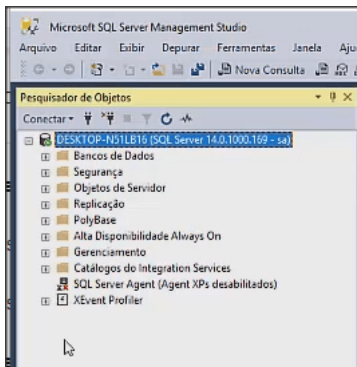 Microsoft SQL Server Management Studio
Arquivo Editar Exibir Depurar Ferramentas Janela Aju
Nova Consulta
Pesquisador de Objetos
Conectar
DESKTOP-N51LB16 (SQL Server 14.0.1000.169 - sa)
Bancos de Dados
Segurança
Objetos de Servidor
Replicação
PolyBase
Alta Disponibilidade Always On
Gerenciamento
Catálogos do Integration Services
SQL Server Agent (Agent XPs desabilitados)
XEvent Profiler